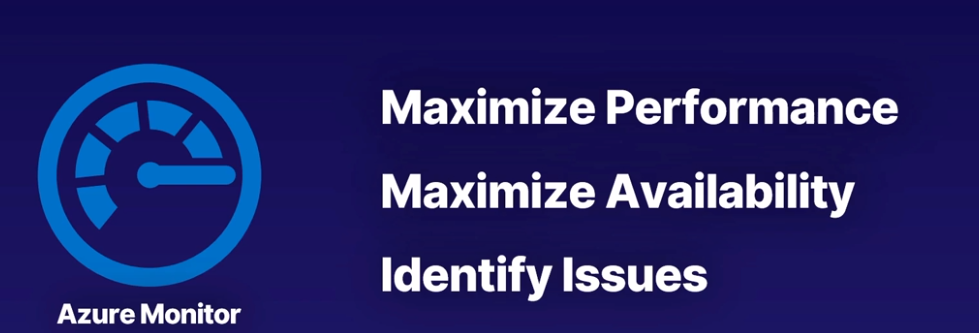 Maximize Performance
Maximize Availability
Identify Issues
Azure Monitor